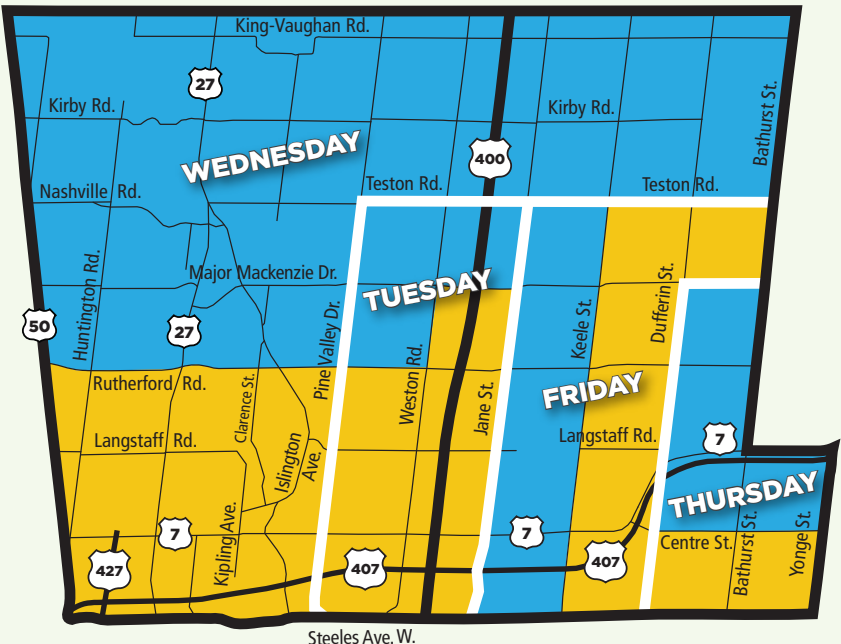 King-Vaughan Rd.
27
Kirby Rd.
Kirby Rd.
Bathurst St.
WEDNESDAY
400
Nashville Rd.
Teston Rd.
Teston Rd.
Huntington Rd.
Major Mackenzie Dr.
TUESDAY
Dufferin St.
50
27
Pine Valley Dr.
Keele St.
Rutherford Rd.
Clarence St.
Weston Rd.
Jane St.
FRIDAY
Langstaff Rd.
Islington
Ave.
Langstaff Rd.
7
THURSDAY
Kipling Ave.
7
7
Centre St.
Bathurst St.
Yonge St.
427
407
407
Steeles Ave. W.